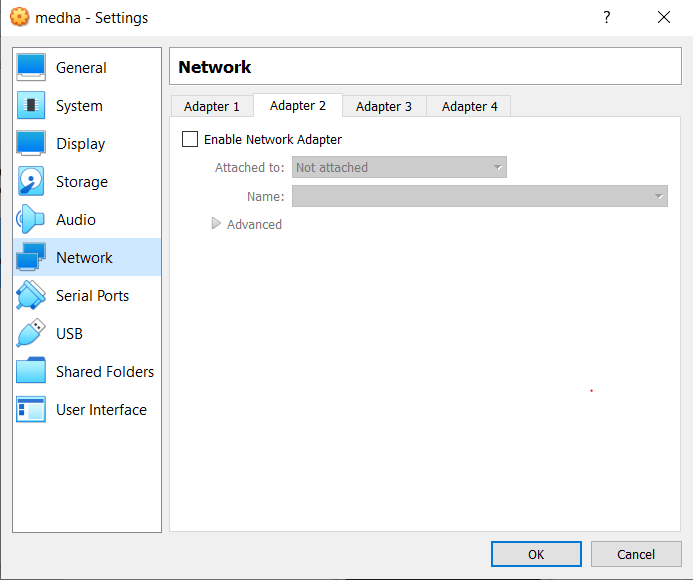 medha - Settings
?
General
System
Display
Storage
Audio
Network
Serial Ports
USB
Shared Folders
User Interface
Network
Adapter 1 Adapter 2 Adapter 3 Adapter 4
Enable Network Adapter
Attached to: Not attached
Name:
Advanced
OK Cancel